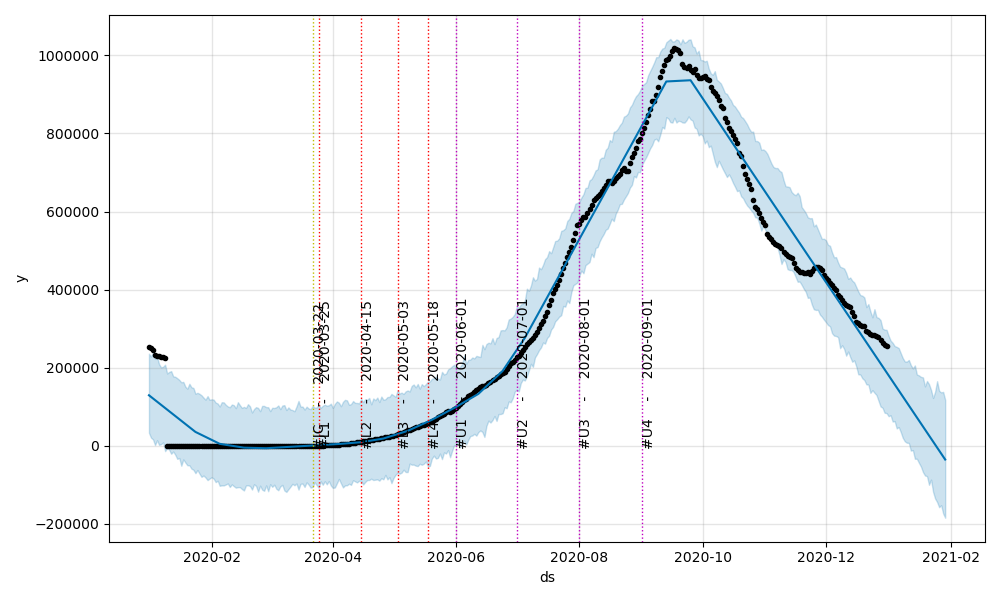 1000000
800000
600000
400000
200000
0
−200000
y
#JC - 2020-03-22
#L1 - 2020-03-25
#L2 - 2020-04-15
#L3 - 2020-05-03
#L4 - 2020-05-18
#U1 - 2020-06-01
#U2 - 2020-07-01
#U3 - 2020-08-01
#U4 - 2020-09-01
2020-02
2020-04
2020-06
2020-08
2020-10
2020-12
2021-02
ds